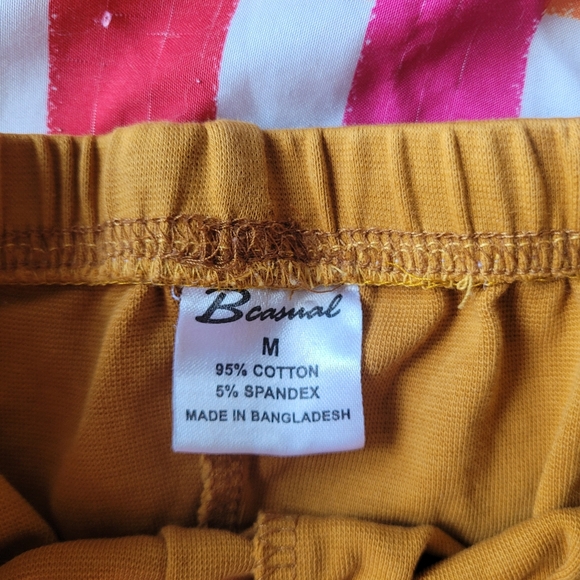 Bcasual
M
95% COTTON
5% SPANDEX
MADE IN BANGLADESH